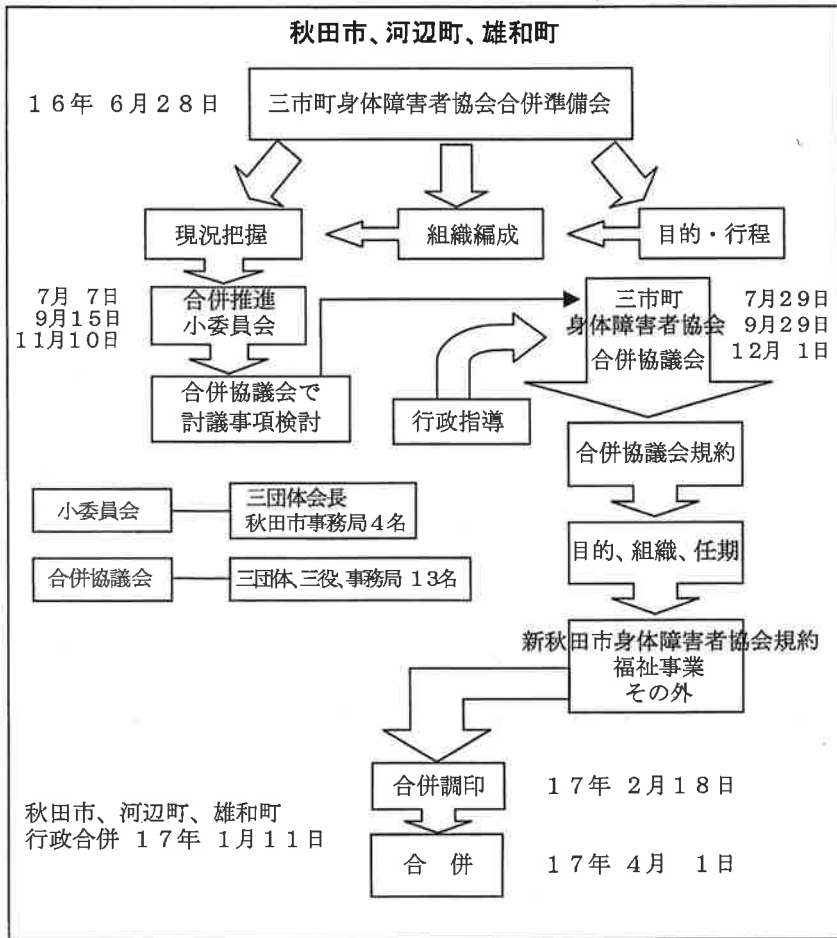 秋田市、河辺町、雄和町
16年 6月28日
三市町身体障害者協会合併準備会
現況把握
組織編成
目的・行程
7月 7日
9月15日
11月10日
合併推進
小委員会
三市町
身体障害者協会
合併協議会
7月29日
9月29日
12月 1日
合併協議会で
討議事項検討
行政指導
合併協議会規約
小委員会
三団体会長
秋田市事務局4名
目的、組織、任期
合併協議会
三団体、三役、事務局 13名
新秋田市身体障害者協会規約
福祉事業
その外
合併調印
17年 2月18日
秋田市、河辺町、雄和町
行政合併 17年 1月11日
合 併
17年 4月 1日